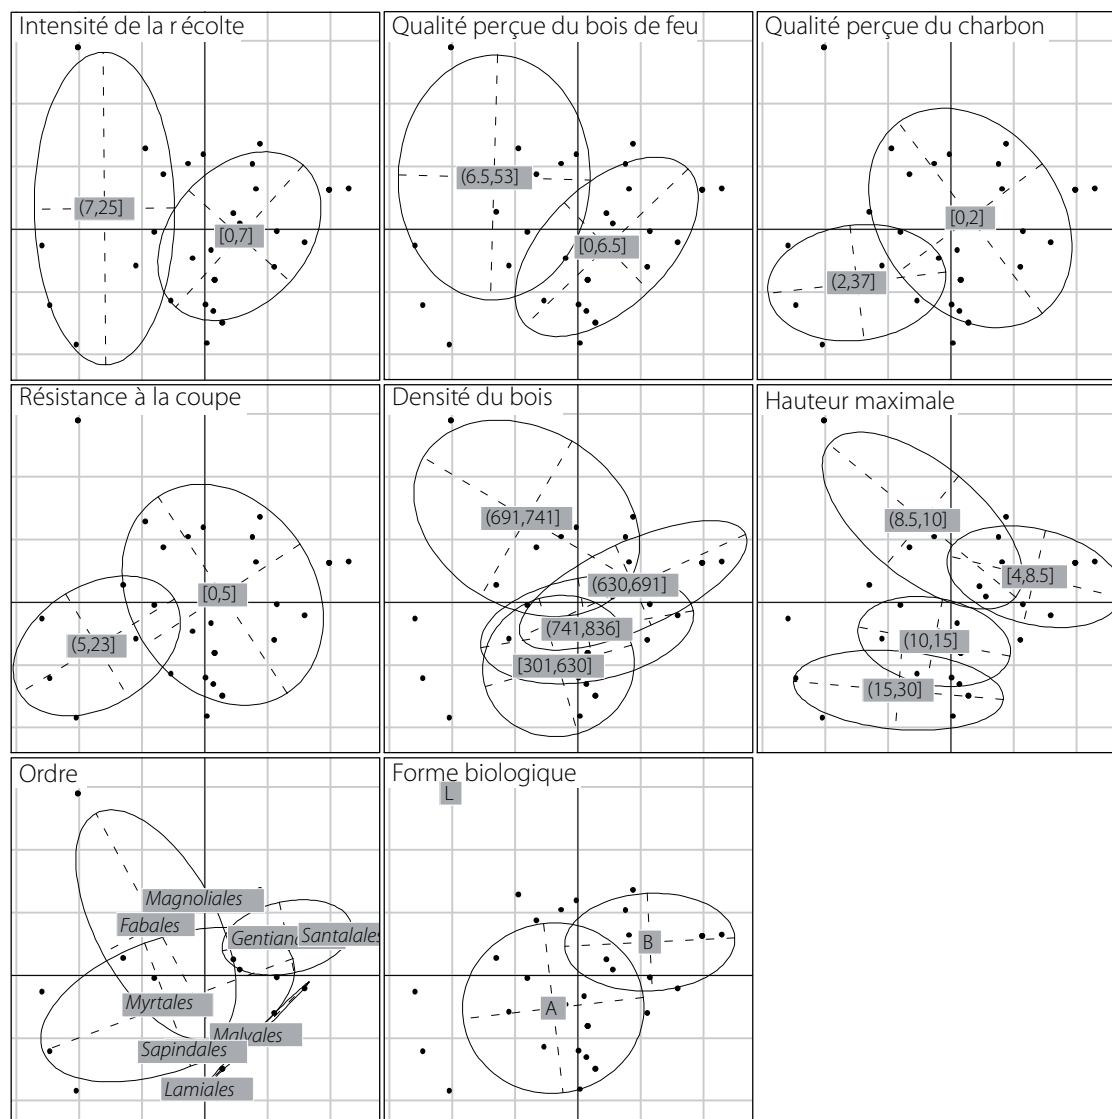 Intensité de la récolte
(7,25]
[0,7]
Qualité perçue du bois de feu
(6.5,53]
[0,6.5]
Qualité perçue du charbon
[0,2]
(2,37]
Résistance à la coupe
[0,5]
(5,23]
Densité du bois
(691,741]
(630,691]
(741,836]
[301,630]
Hauteur maximale
(8.5,10]
[4,8.5]
(10,15]
(15,30]
Ordre
Magnoliales
Fabales
Santalales
Myrtales
Malvales
Sapindales
Lamiales
Forme biologique
L
B
A